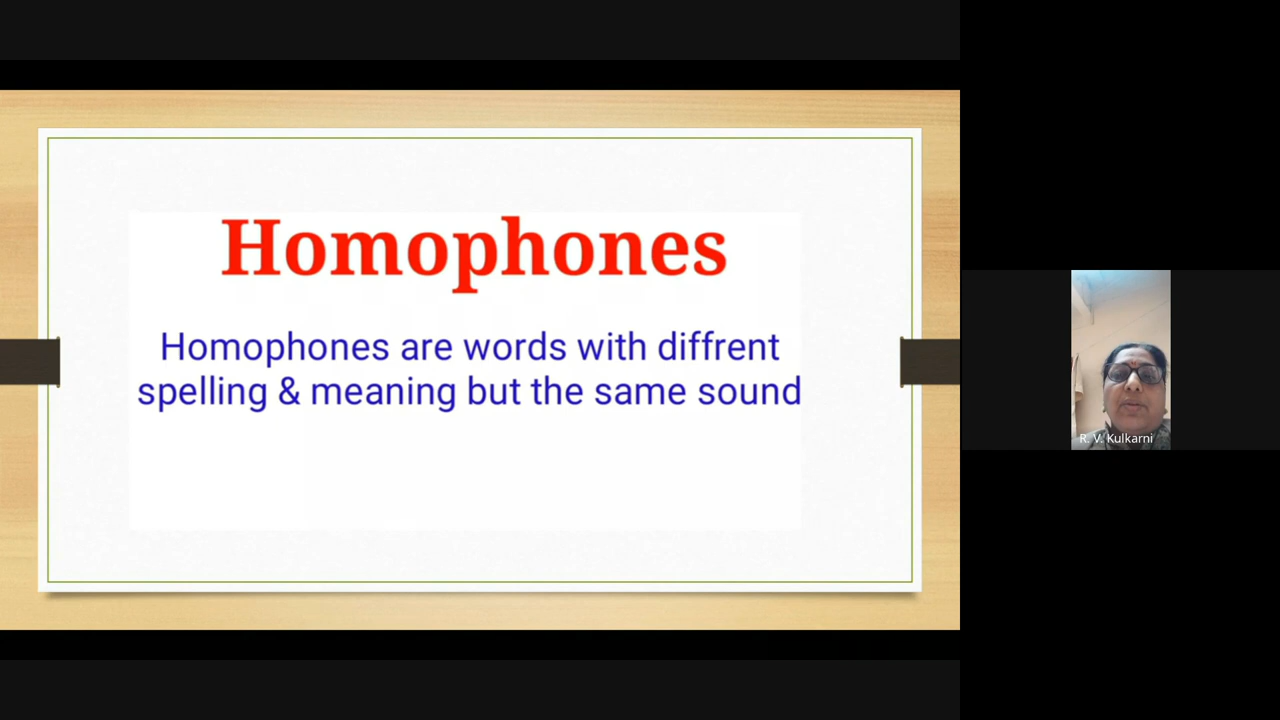 Homophones
Homophones are words with diffrent
spelling & meaning but the same sound
R. V. Kulkarni